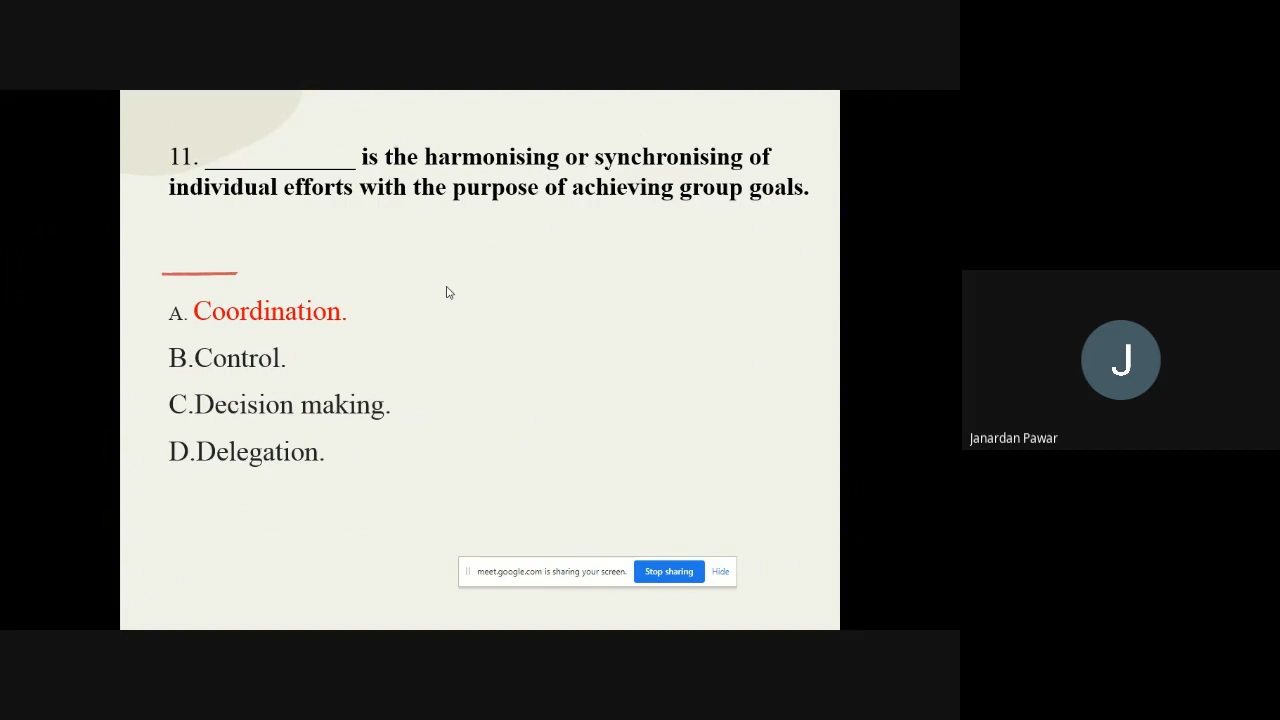 11. ____________ is the harmonising or synchronising of
individual efforts with the purpose of achieving group goals.
A. Coordination.
B.Control.
C.Decision making.
D.Delegation.
meet.google.com is sharing your screen. Stop sharing Hide
J
Janardan Pawar